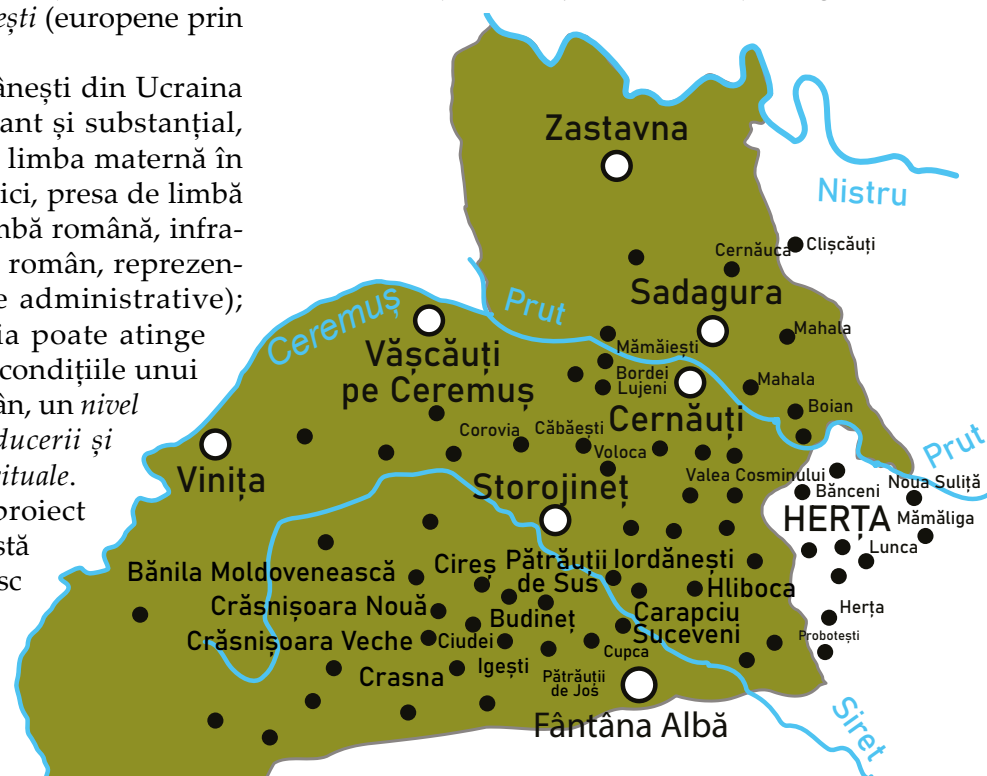 ești (europene prin
ânești din Ucraina
ant și substanțial,
limba maternă în
ici, presa de limbă
nbă română, infra-
român, reprezen-
e administrative);
ia poate atinge
condițiile unui
ân, un nivel
ducerii și
rituale.
proiect
stă
sc
Zastavna
Nistru
Cernăuca
Clișcăuți
Sadagura
Ceremuș
Prut
Mahala
Mămăiești
Vășcăuți
pe Ceremuș
Bordei
Lujeni
Mahala
Cernăuți
Boian
Corovia
Căbăești
Voloca
Prut
Vinița
Storojineț
Valea Cosminului
Bănceni
Noua Suliță
HERȚA
Mămăliga
Lunca
Bănila Moldovenească
Cireș
Pătrăuții
de Sus
Iordănești
Hliboca
Crăsnișoara Nouă
Budineț
Carapciu
Herța
Crăsnișoara Veche
Ciudei
Suceveni
Probotești
Cupca
Igești
Crasna
Pătrăuții
de Jos
Fântâna Albă
Siret